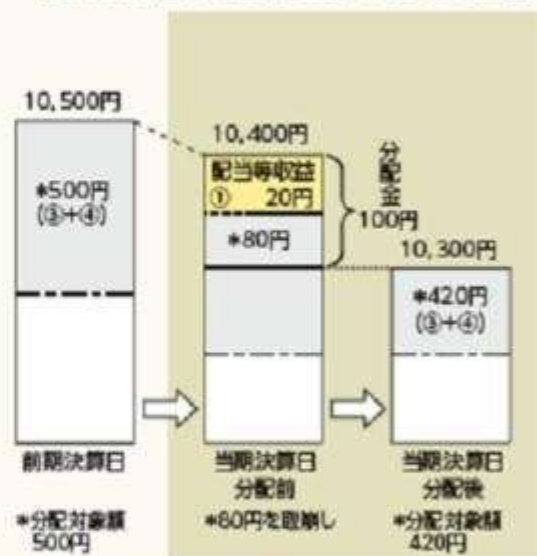 10,500円
*500円
(③+④)
前期決算日
*分配対象額
500円
10,400円
配当等収益
① 20円
*80円
分配金
100円
当期決算日
分配前
*80円を取崩し
10,300円
*420円
(③+④)
当期決算日
分配後
*分配対象額
420円